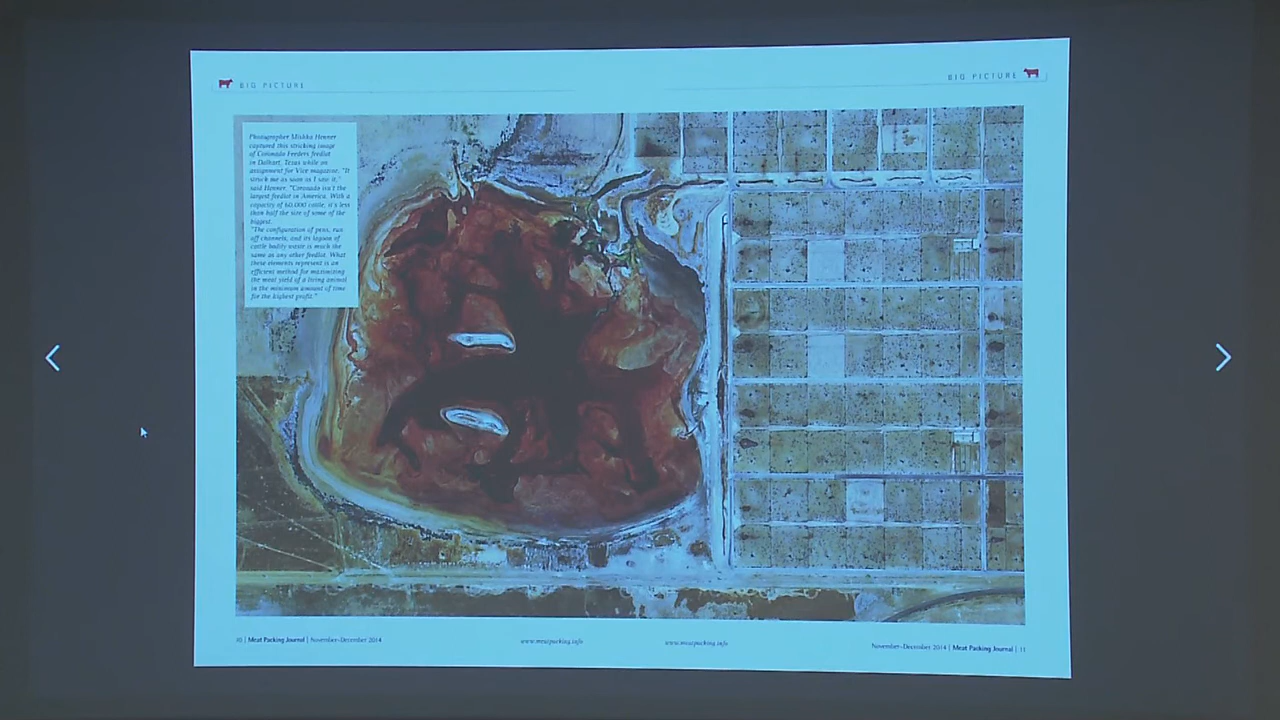 BIG PICTURE
BIG PICTURE
Photographer Mishka Henner
captured this stricking image
of Coronado Feeders feedlot
in Dalhart, Texas while on
assignment for Vice magazine. "It
struck me as soon as I saw it,"
said Henner. "Coronado isn't the
largest feedlot in America. With a
capacity of 60,000 cattle, it's less
than half the size of some of the
biggest.
"The configuration of pens, run
off channels, and its lagoon of
cattle bodily waste is much the
same as any other feedlot. What
these elements represent is an
efficient method for maximizing
the meat yield of a living animal
in the minimum amount of time
for the highest profit."
10 | Meat Packing Journal | November-December 2014
www.meatpacking.info
www.meatpacking.info
November-December 2014 | Meat Packing Journal | 11